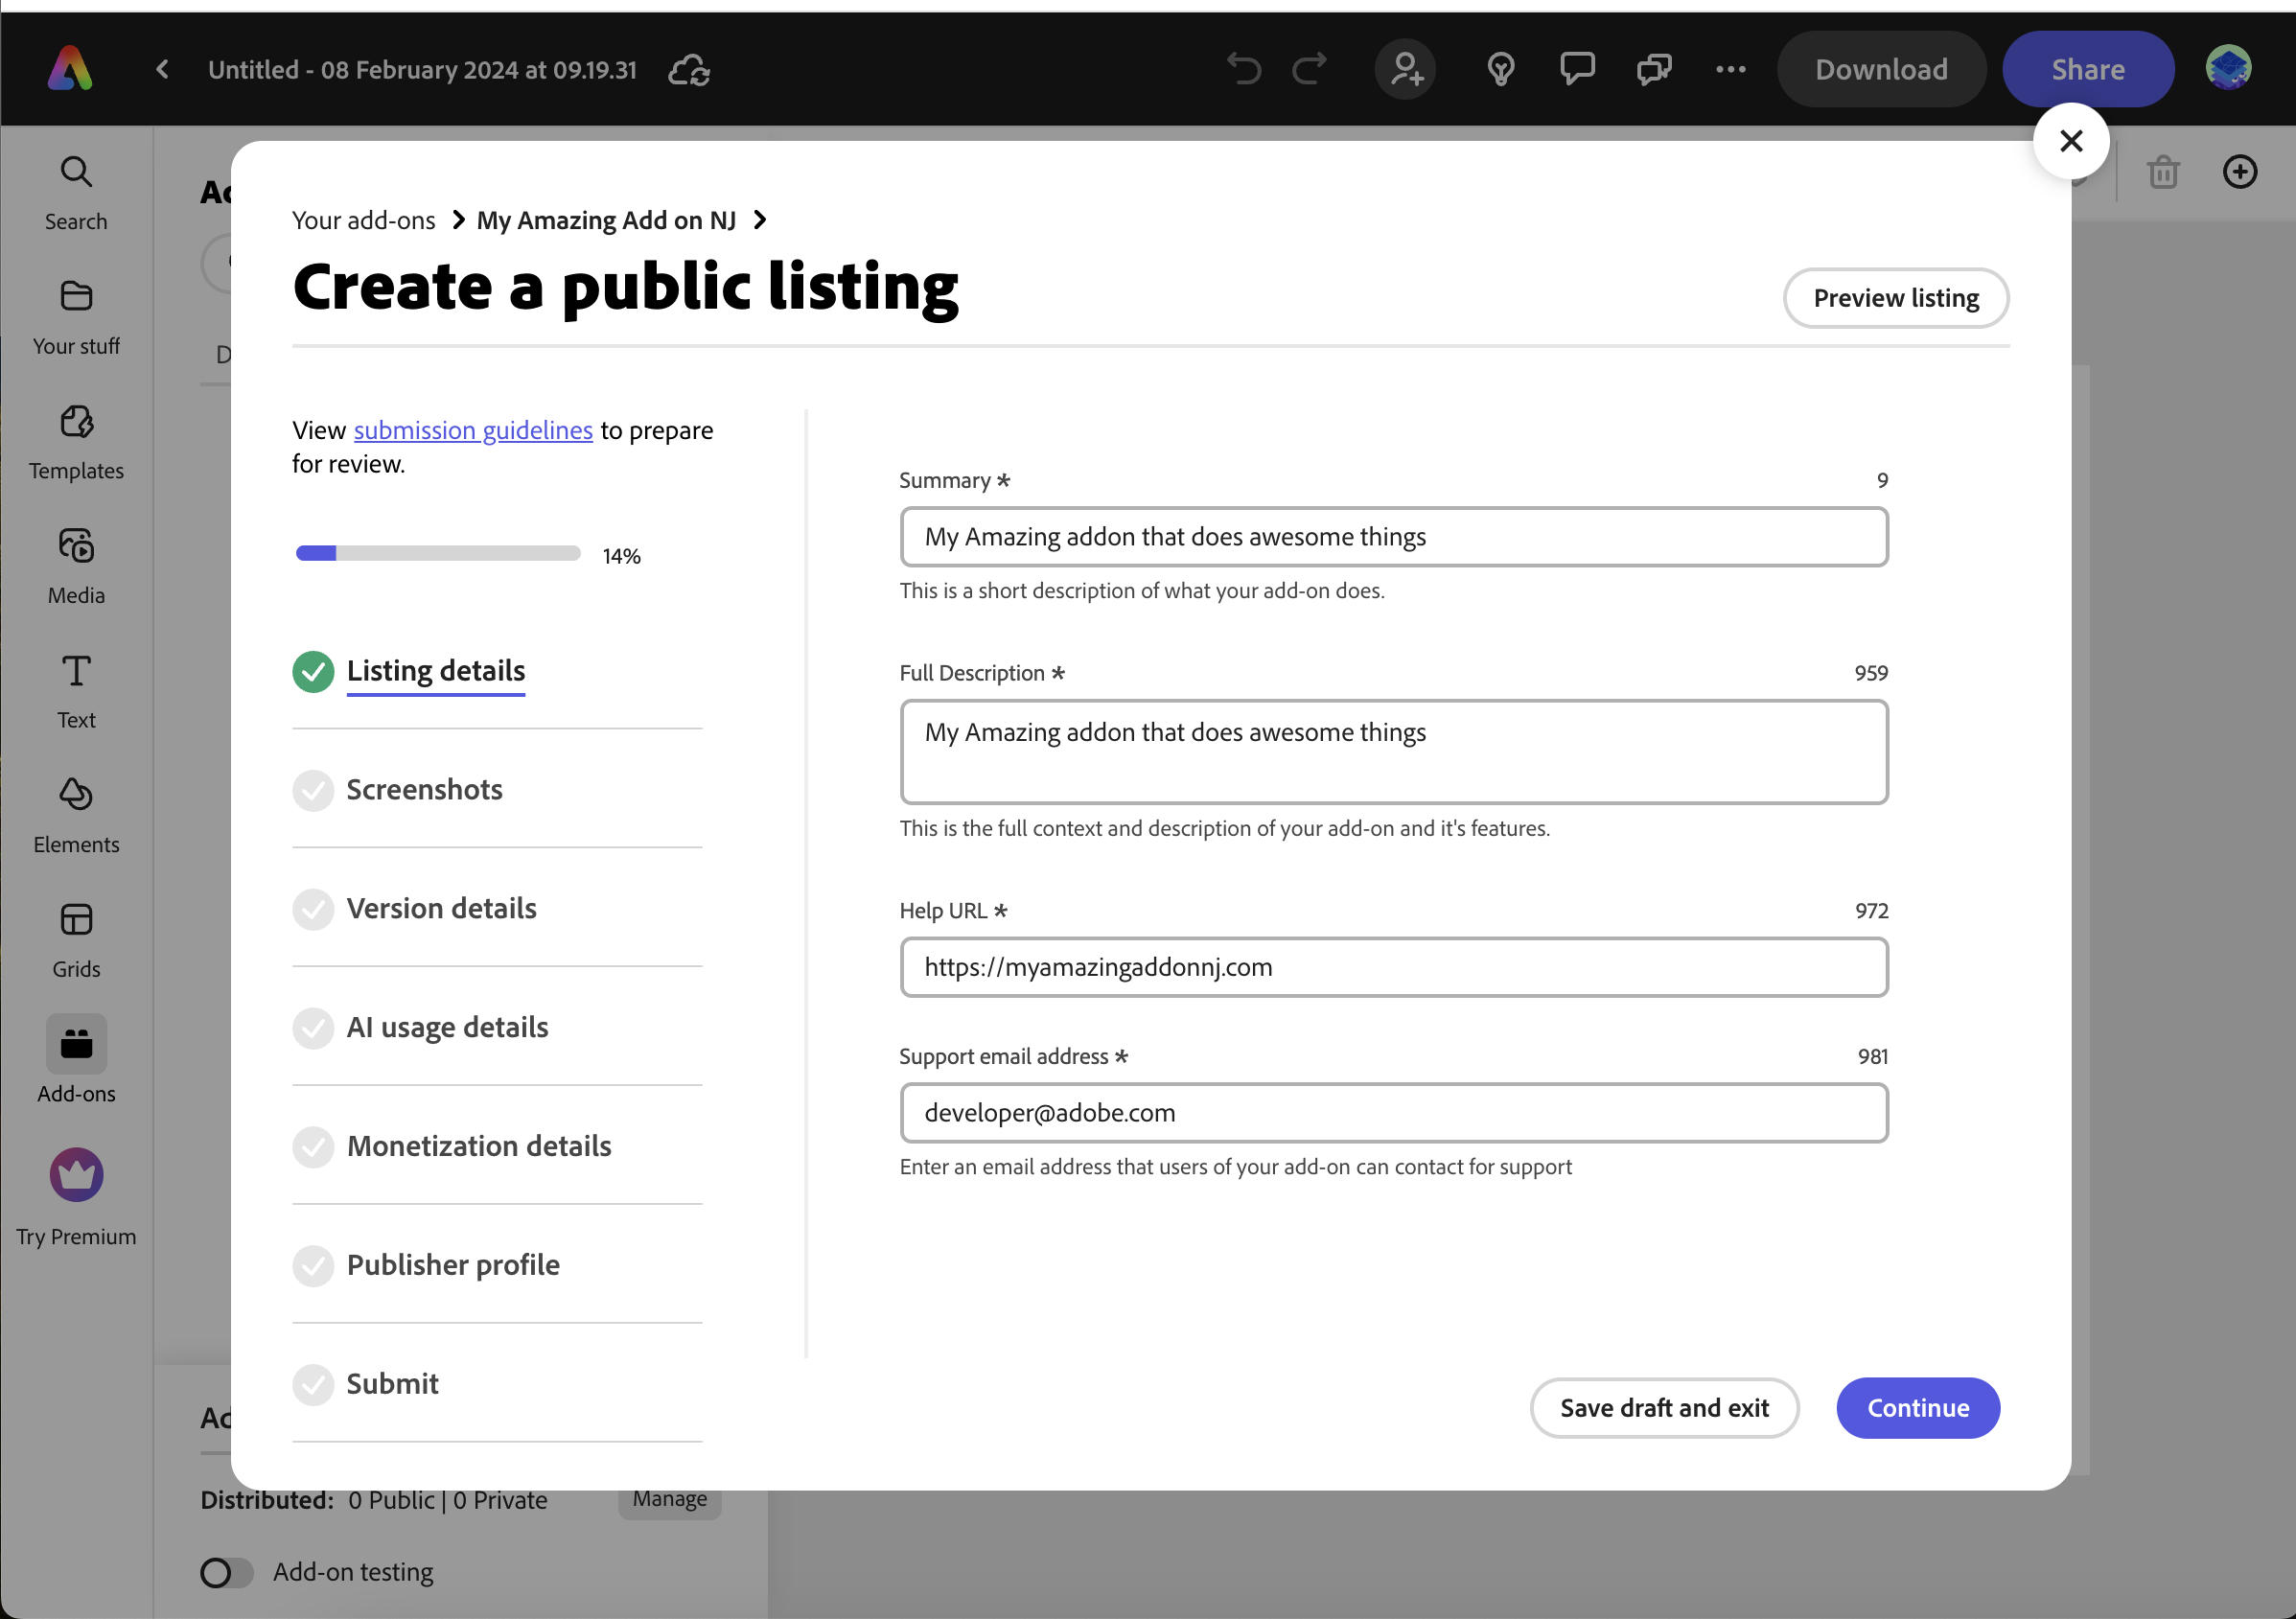 Untitled - 08 February 2024 at 09.19.31
Download
Share
Search
Your stuff
Templates
Media
Text
Elements
Grids
Add-ons
Try Premium
Your add-ons
My Amazing Add on NJ
Create a public listing
Preview listing
View submission guidelines to prepare
for review.
14%
Listing details
Screenshots
Version details
AI usage details
Monetization details
Publisher profile
Submit
Summary * 9
My Amazing addon that does awesome things
This is a short description of what your add-on does.
Full Description * 959
My Amazing addon that does awesome things
This is the full context and description of your add-on and it's features.
Help URL * 972
https://myamazingaddonnj.com
Support email address * 981
developer@adobe.com
Enter an email address that users of your add-on can contact for support
Save draft and exit
Continue
Distributed: 0 Public | 0 Private
Manage
Add-on testing